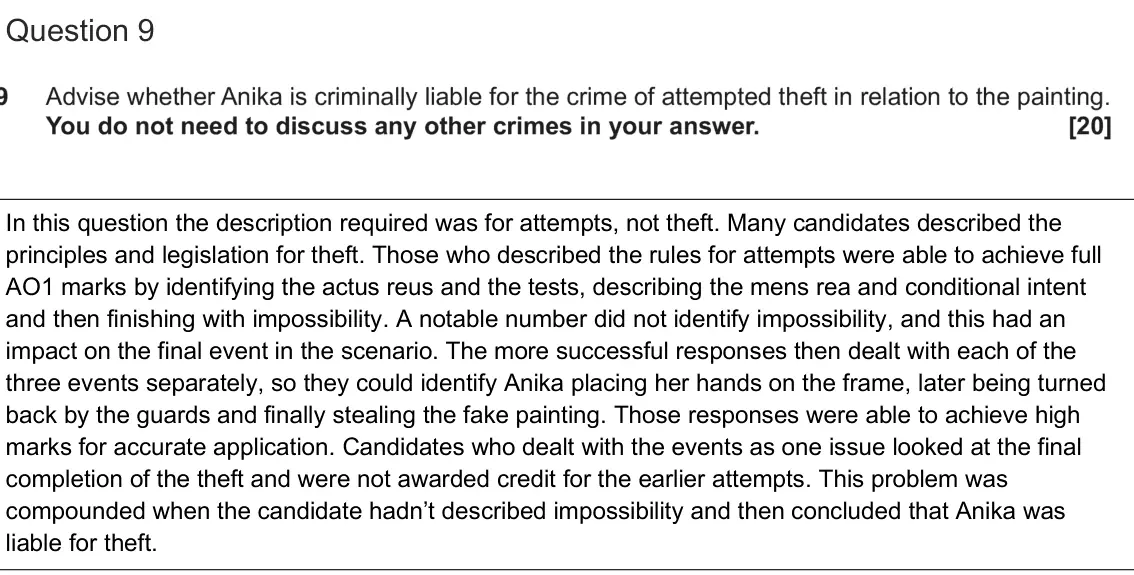 Question 9
9 Advise whether Anika is criminally liable for the crime of attempted theft in relation to the painting.
You do not need to discuss any other crimes in your answer. [20]
In this question the description required was for attempts, not theft. Many candidates described the
principles and legislation for theft. Those who described the rules for attempts were able to achieve full
AO1 marks by identifying the actus reus and the tests, describing the mens rea and conditional intent
and then finishing with impossibility. A notable number did not identify impossibility, and this had an
impact on the final event in the scenario. The more successful responses then dealt with each of the
three events separately, so they could identify Anika placing her hands on the frame, later being turned
back by the guards and finally stealing the fake painting. Those responses were able to achieve high
marks for accurate application. Candidates who dealt with the events as one issue looked at the final
completion of the theft and were not awarded credit for the earlier attempts. This problem was
compounded when the candidate hadn’t described impossibility and then concluded that Anika was
liable for theft.